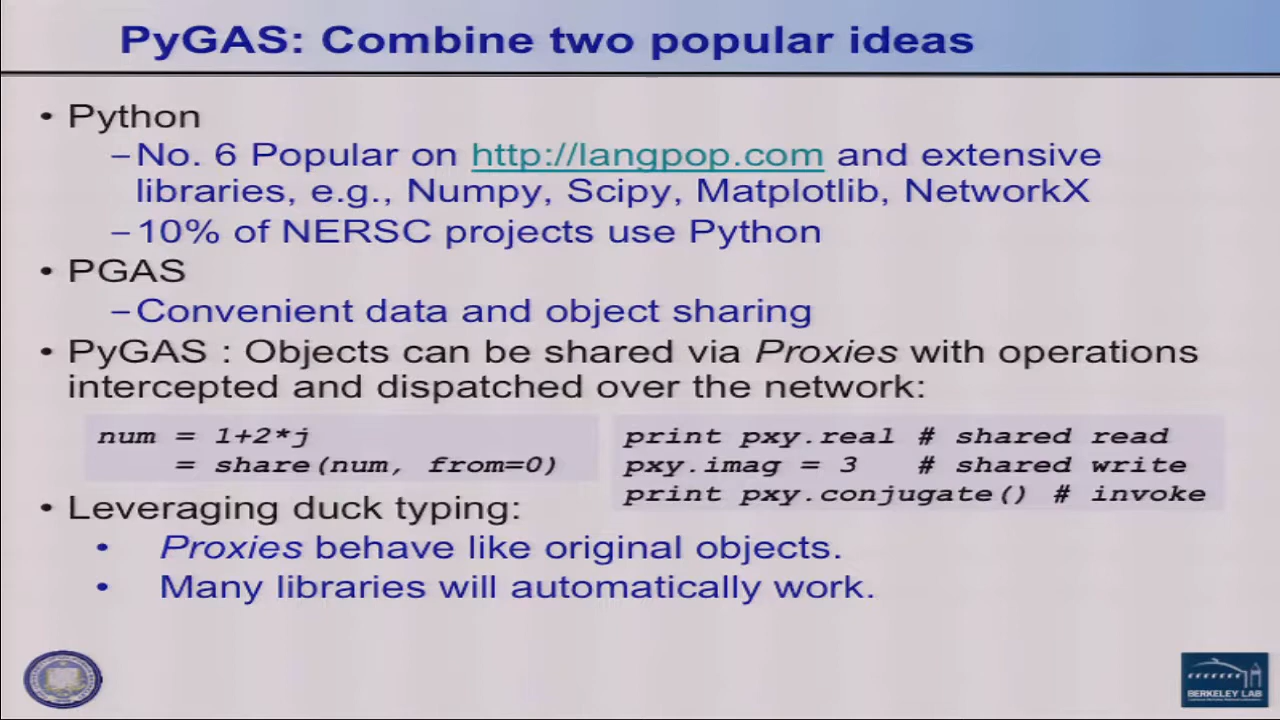 PyGAS: Combine two popular ideas
• Python
–No. 6 Popular on http://langpop.com and extensive
libraries, e.g., Numpy, Scipy, Matplotlib, NetworkX
–10% of NERSC projects use Python
• PGAS
–Convenient data and object sharing
• PyGAS : Objects can be shared via Proxies with operations
intercepted and dispatched over the network:
num = 1+2*j
= share(num, from=0)
print pxy.real # shared read
pxy.imag = 3 # shared write
print pxy.conjugate() # invoke
• Leveraging duck typing:
• Proxies behave like original objects.
• Many libraries will automatically work.
BERKELEY LAB